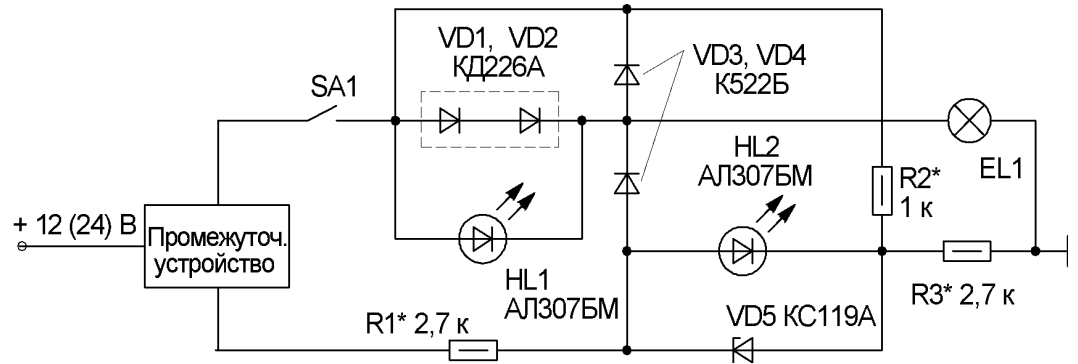 VD1, VD2
КД226А
VD3, VD4
К522Б
SA1
HL2
АЛ307БМ
EL1
R2*
1 к
+ 12 (24) В
Промежуточ.
устройство
HL1
АЛ307БМ
R3* 2,7 к
R1* 2,7 к
VD5 КС119А